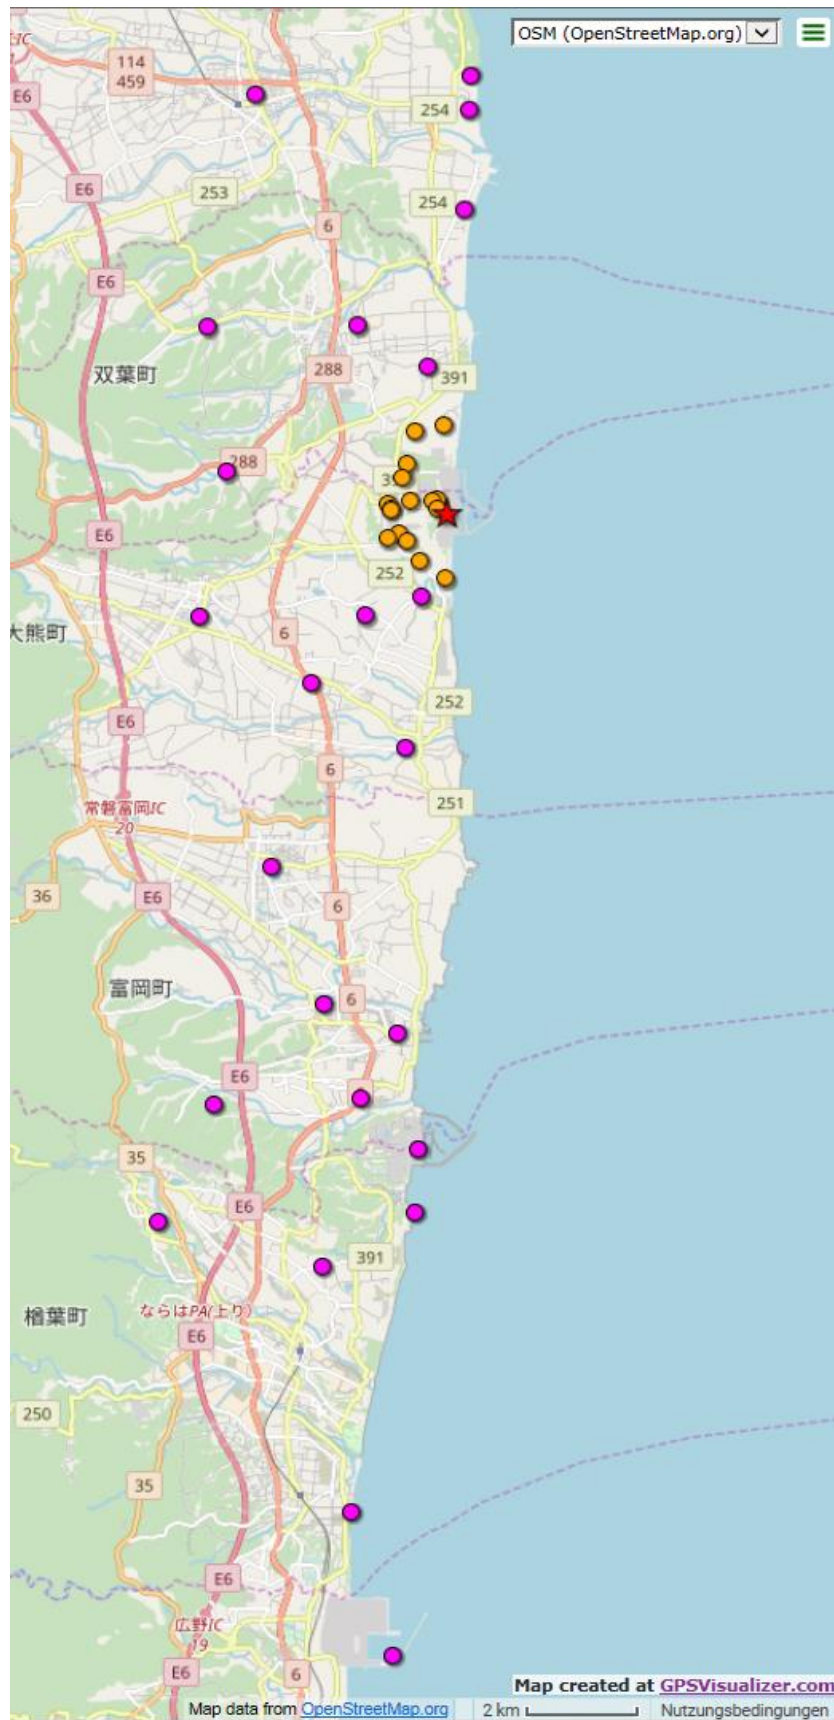 OSM (OpenStreetMap.org)
IC
114
459
E6
254
E6
253
254
6
E6
双葉町
288
391
288
39
E6
252
大熊町
6
E6
252
6
常磐富岡IC
20
251
36
E6
6
富岡町
6
E6
35
E6
391
楢葉町
ならはPA(上り)
E6
250
35
E6
広野IC
19
E6
6
Map created at GPSVisualizer.com
Map data from OpenStreetMap.org
2 km
Nutzungsbedingungen